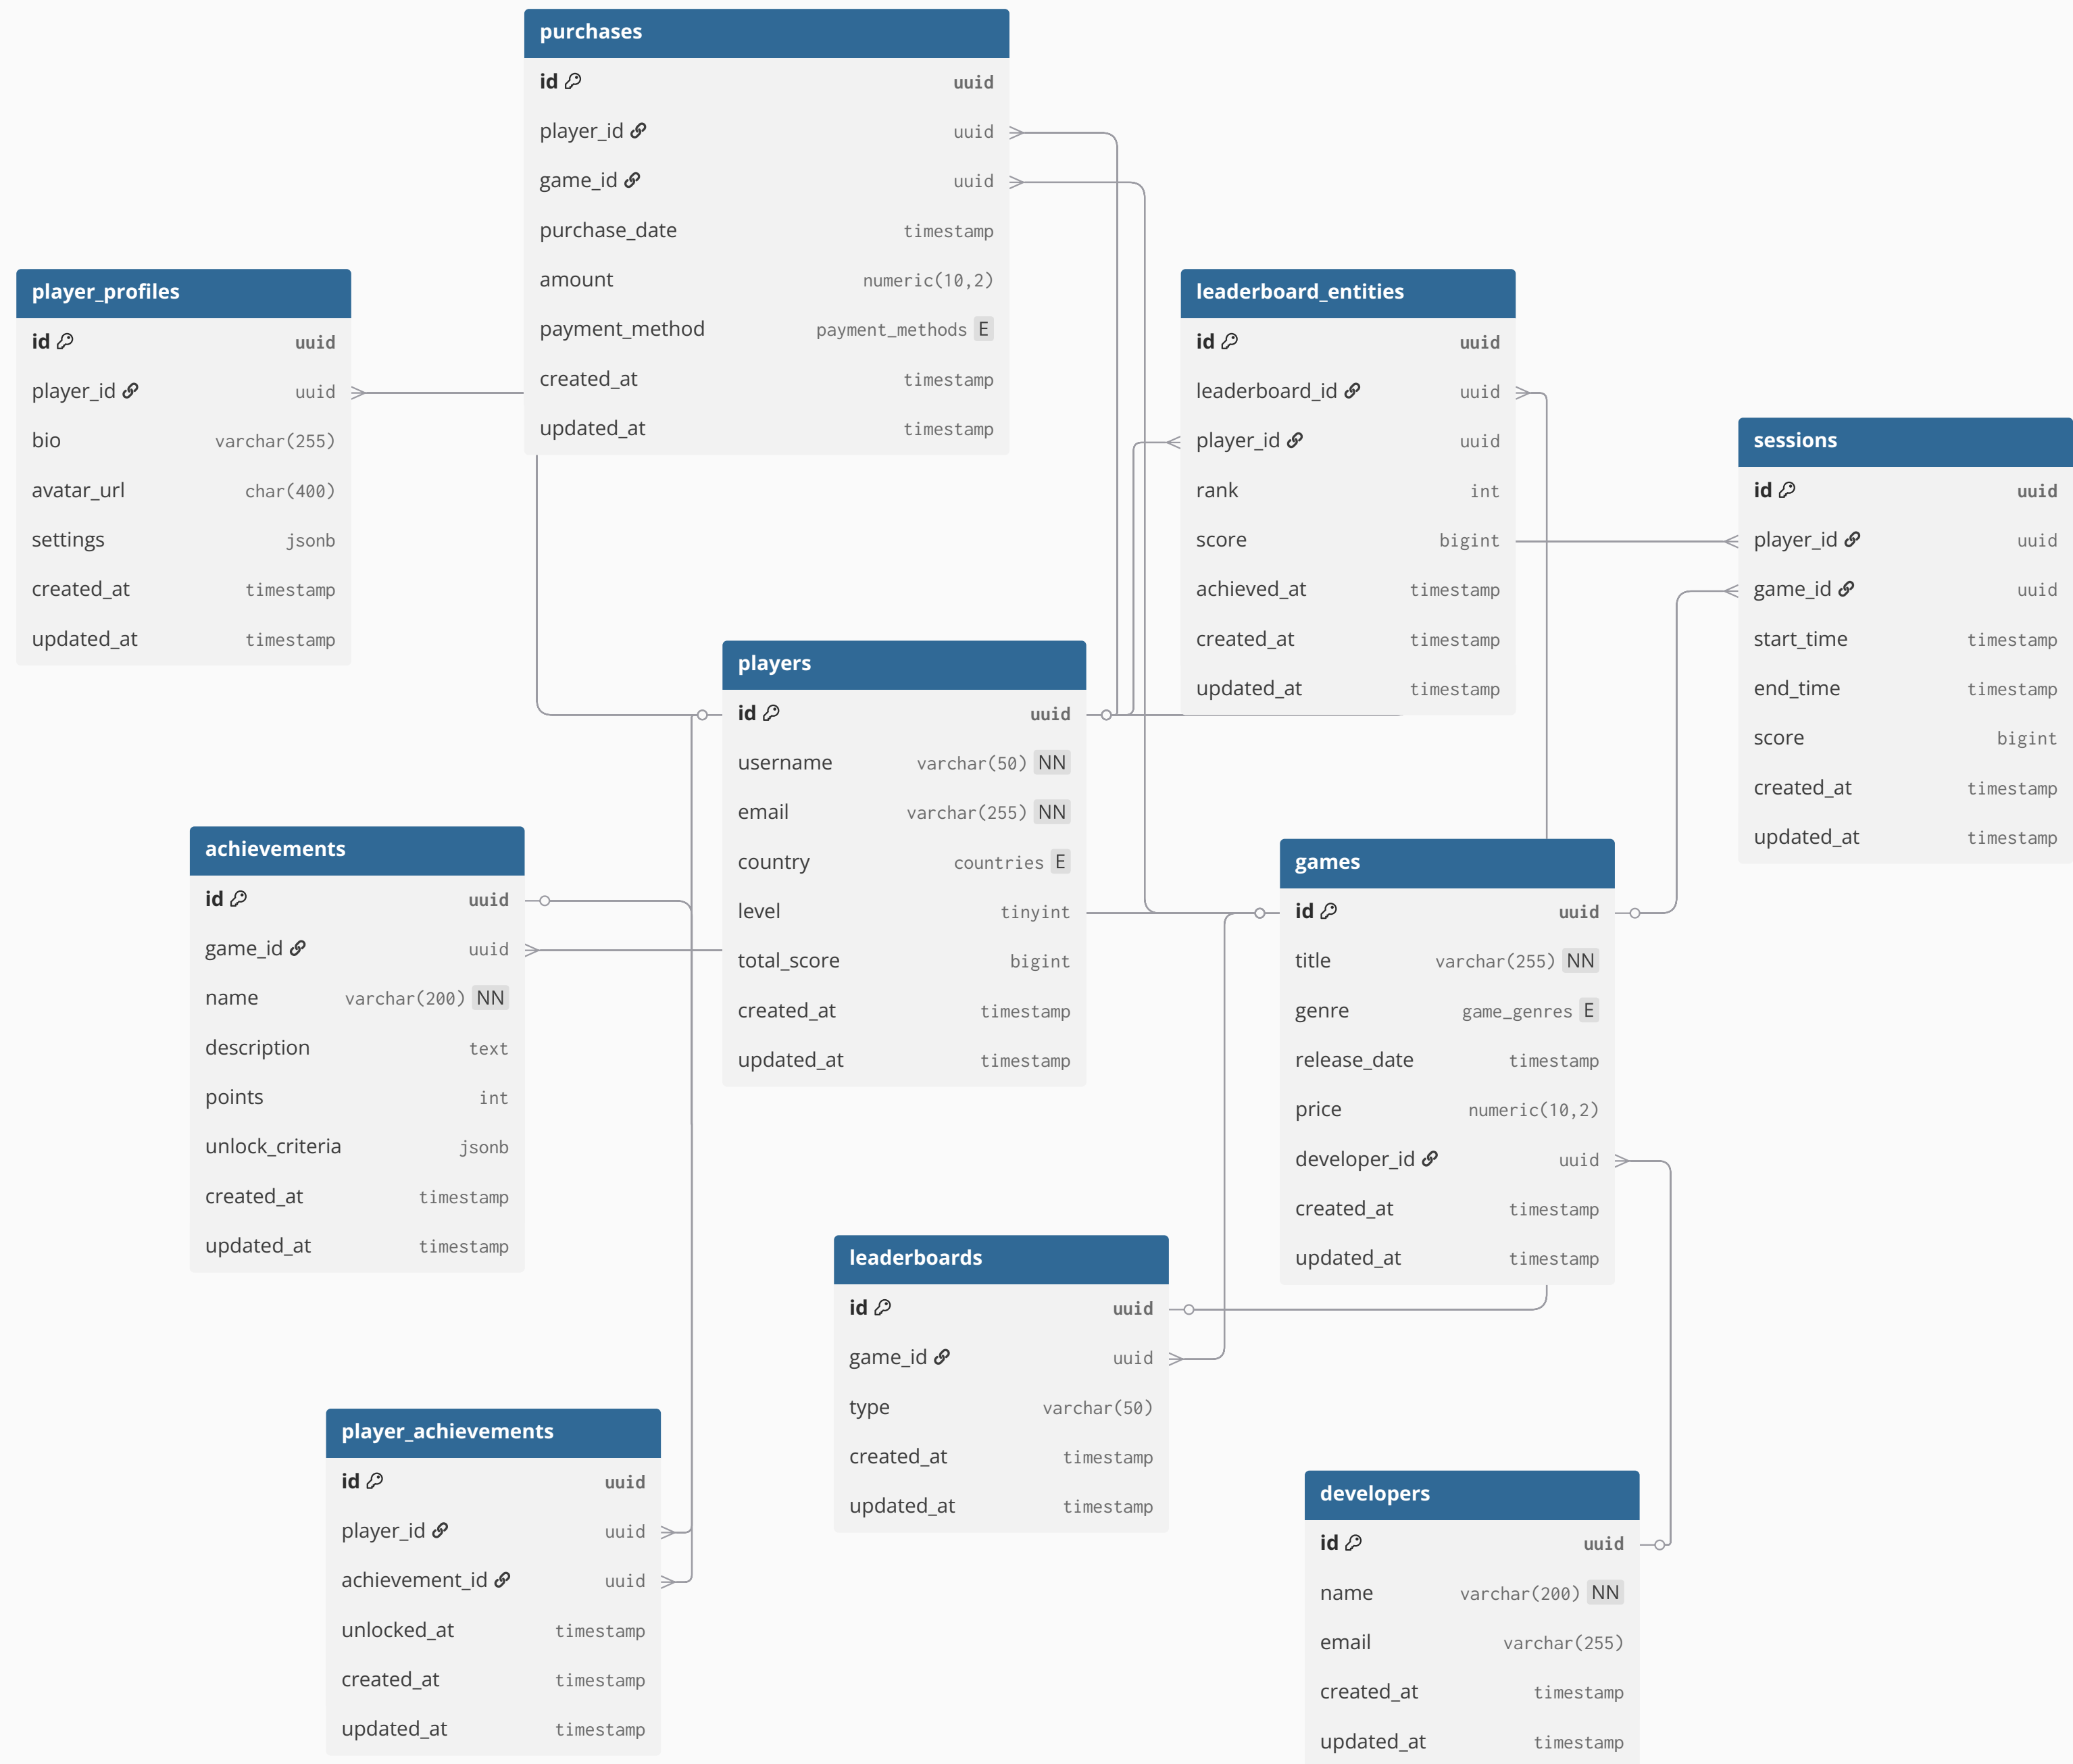 purchases
id uuid
player_id uuid
game_id uuid
purchase_date timestamp
amount numeric(10,2)
payment_method payment_methods E
created_at timestamp
updated_at timestamp
player_profiles
id uuid
player_id uuid
bio varchar(255)
avatar_url char(400)
settings jsonb
created_at timestamp
updated_at timestamp
leaderboard_entities
id uuid
leaderboard_id uuid
player_id uuid
rank int
score bigint
achieved_at timestamp
created_at timestamp
updated_at timestamp
sessions
id uuid
player_id uuid
game_id uuid
start_time timestamp
end_time timestamp
score bigint
created_at timestamp
updated_at timestamp
players
id uuid
username varchar(50) NN
email varchar(255) NN
country countries E
level tinyint
total_score bigint
created_at timestamp
updated_at timestamp
achievements
id uuid
game_id uuid
name varchar(200) NN
description text
points int
unlock_criteria jsonb
created_at timestamp
updated_at timestamp
games
id uuid
title varchar(255) NN
genre game_genres E
release_date timestamp
price numeric(10,2)
developer_id uuid
created_at timestamp
updated_at timestamp
leaderboards
id uuid
game_id uuid
type varchar(50)
created_at timestamp
updated_at timestamp
player_achievements
id uuid
player_id uuid
achievement_id uuid
unlocked_at timestamp
created_at timestamp
updated_at timestamp
developers
id uuid
name varchar(200) NN
email varchar(255)
created_at timestamp
updated_at timestamp